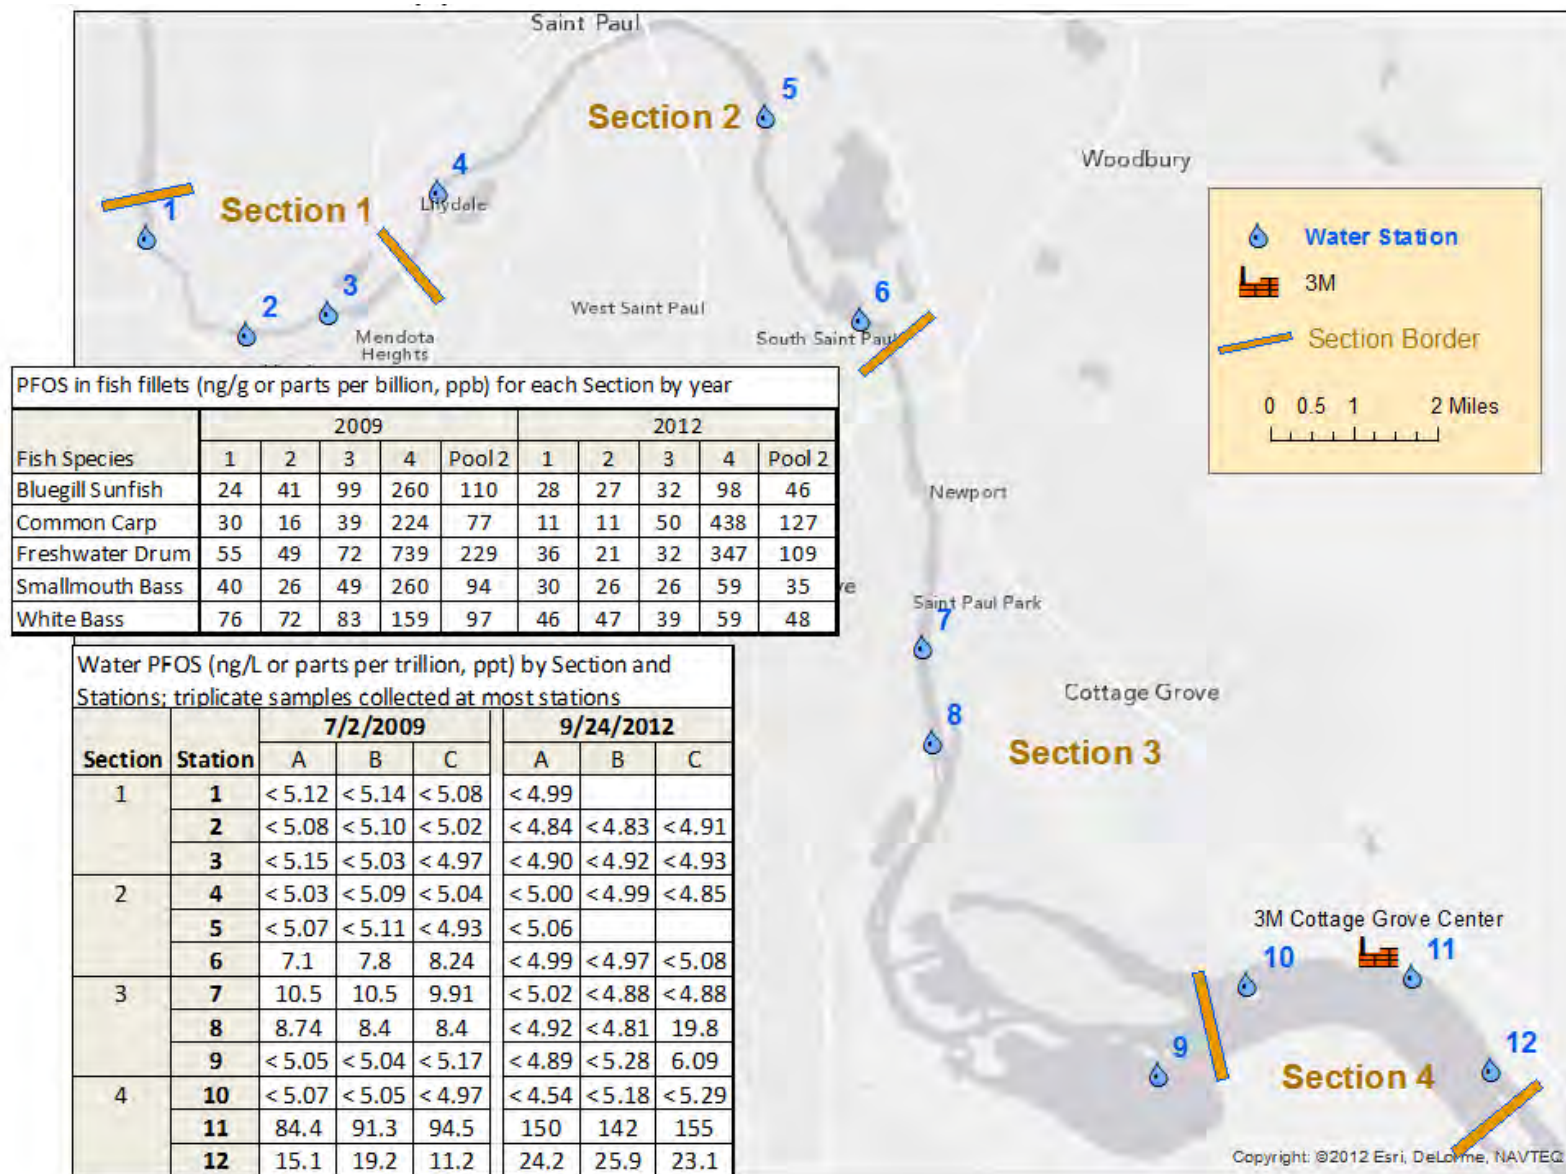 Saint Paul
5
Section 2
Woodbury
4
Lilydale
Section 1
1
Water Station
3M
Section Border
0 0.5 1 2 Miles
6
3
2
West Saint Paul
South Saint Paul
Mendota
Heights
PFOS in fish fillets (ng/g or parts per billion, ppb) for each Section by year
2009 2012
Fish Species 1 2 3 4 Pool 2 1 2 3 4 Pool 2
Bluegill Sunfish 24 41 99 260 110 28 27 32 98 46
Common Carp 30 16 39 224 77 11 11 50 438 127
Freshwater Drum 55 49 72 739 229 36 21 32 347 109
Smallmouth Bass 40 26 49 260 94 30 26 26 59 35
White Bass 76 72 83 159 97 46 47 39 59 48
Newport
Saint Paul Park
7
Cottage Grove
8
Section 3
Water PFOS (ng/L or parts per trillion, ppt) by Section and
Stations; triplicate samples collected at most stations
7/2/2009 9/24/2012
Section Station A B C A B C
1 1 < 5.12 < 5.14 < 5.08 < 4.99
2 < 5.08 < 5.10 < 5.02 < 4.84 < 4.83 < 4.91
3 < 5.15 < 5.03 < 4.97 < 4.90 < 4.92 < 4.93
2 4 < 5.03 < 5.09 < 5.04 < 5.00 < 4.99 < 4.85
5 < 5.07 < 5.11 < 4.93 < 5.06
6 7.1 7.8 8.24 < 4.99 < 4.97 < 5.08
3 7 10.5 10.5 9.91 < 5.02 < 4.88 < 4.88
8 8.74 8.4 8.4 < 4.92 < 4.81 19.8
9 < 5.05 < 5.04 < 5.17 < 4.89 < 5.28 6.09
4 10 < 5.07 < 5.05 < 4.97 < 4.54 < 5.18 < 5.29
11 84.4 91.3 94.5 150 142 155
12 15.1 19.2 11.2 24.2 25.9 23.1
3M Cottage Grove Center
10
11
9
12
Section 4
Copyright: ©2012 Esri, DeLorme, NAVTEQ